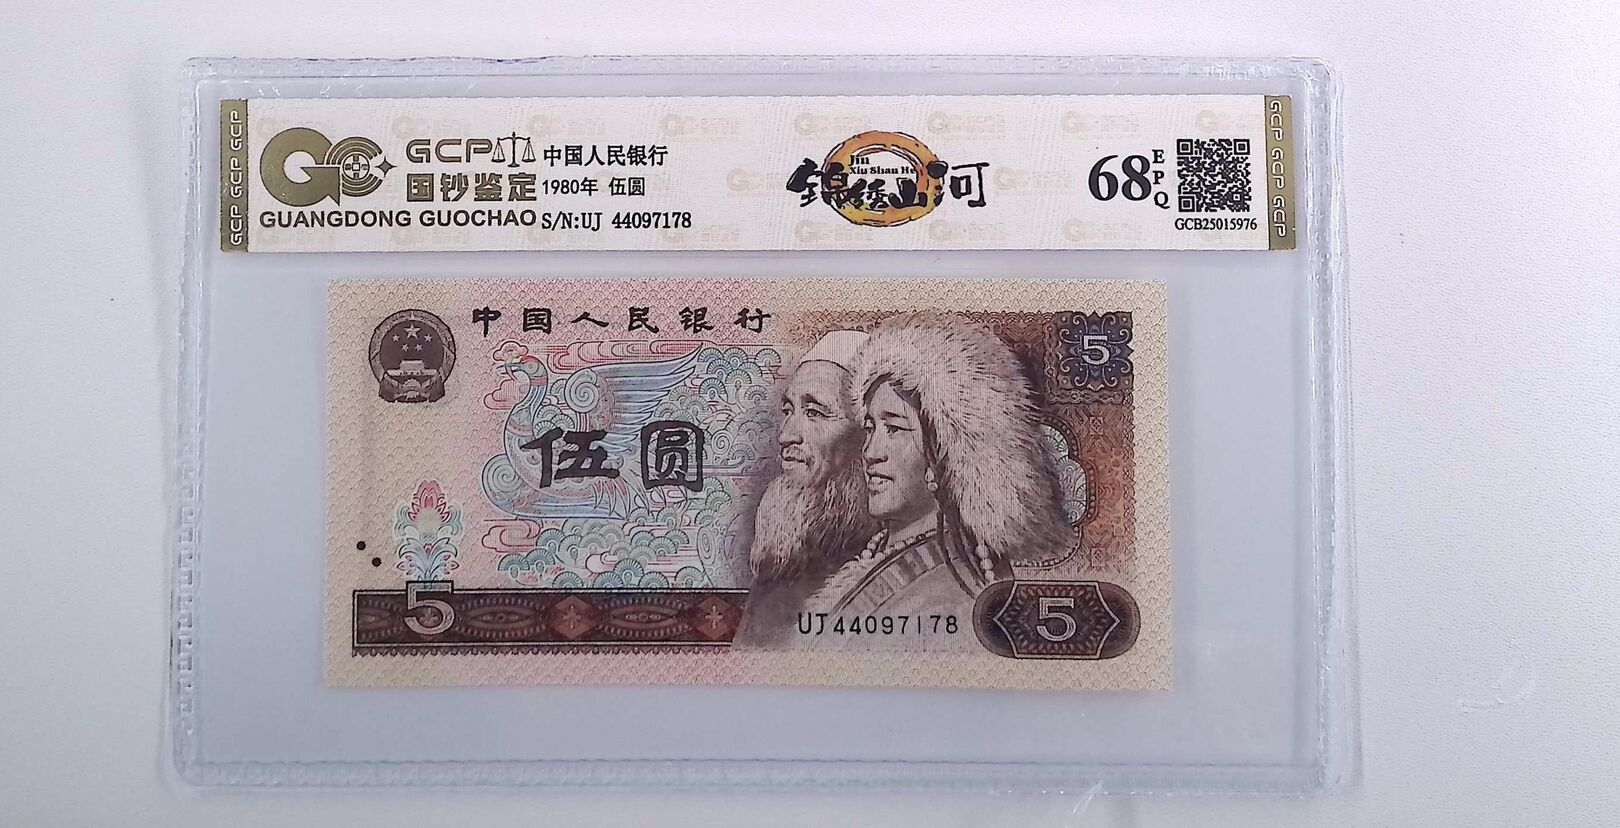 GCP GCP GCP
GC
GCP
国钞鉴定
GUANGDONG GUOCHAO
中国人民银行
1980年 伍圆
S/N:UJ 44097178
Jin
Xiu Shan He
锦绣山河
68
EPQ
GCB25015976
GCP GCP GCP
中国人民银行
5
伍圆
5
UJ44097178
5